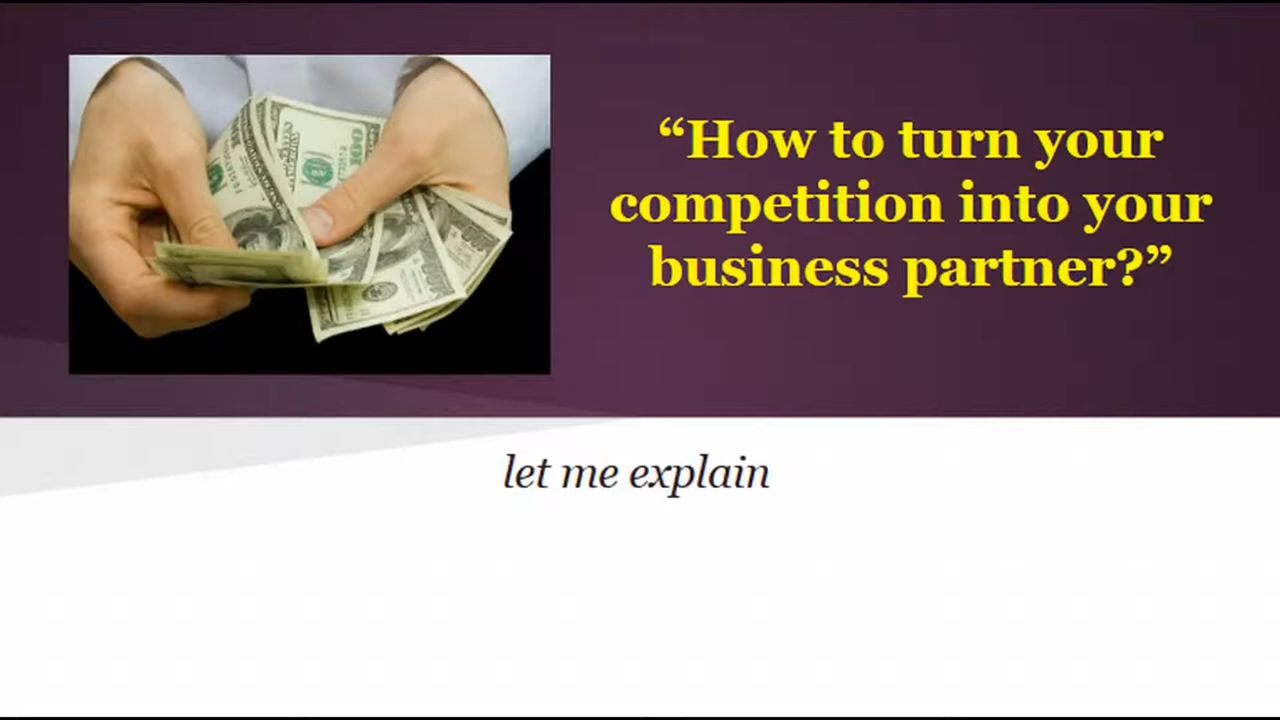 “How to turn your
competition into your
business partner?”
let me explain